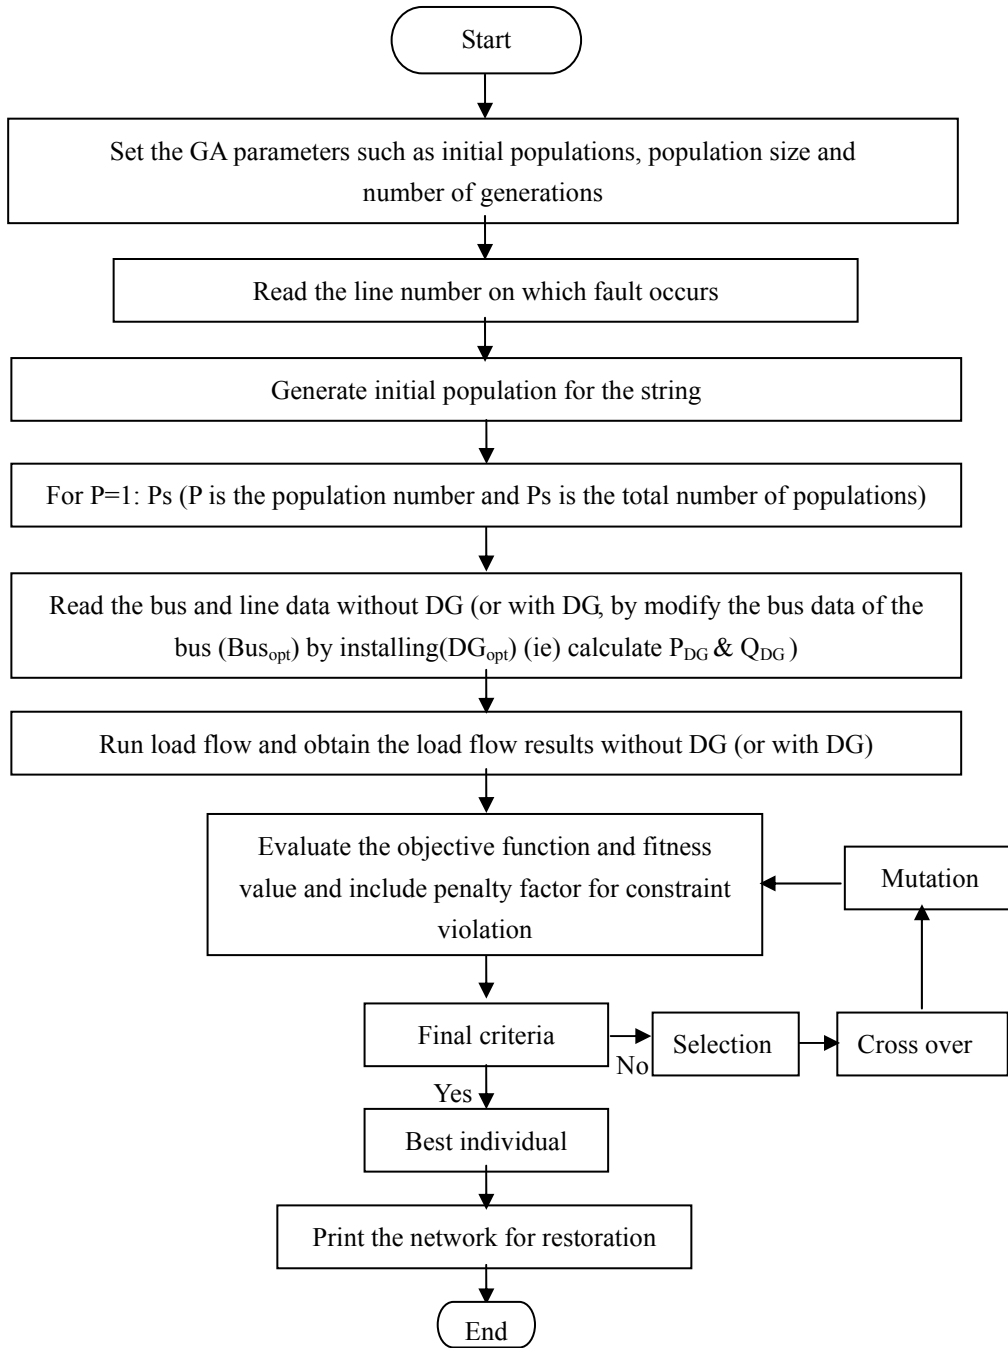 Start
Set the GA parameters such as initial populations, population size and
number of generations
Read the line number on which fault occurs
Generate initial population for the string
For P=1: Ps (P is the population number and Ps is the total number of populations)
Read the bus and line data without DG (or with DG, by modify the bus data of the
bus (Busopt) by installing(DGopt) (ie) calculate PDG & QDG )
Run load flow and obtain the load flow results without DG (or with DG)
Evaluate the objective function and fitness
value and include penalty factor for constraint
violation
Mutation
Final criteria
No
Selection
Cross over
Yes
Best individual
Print the network for restoration
End